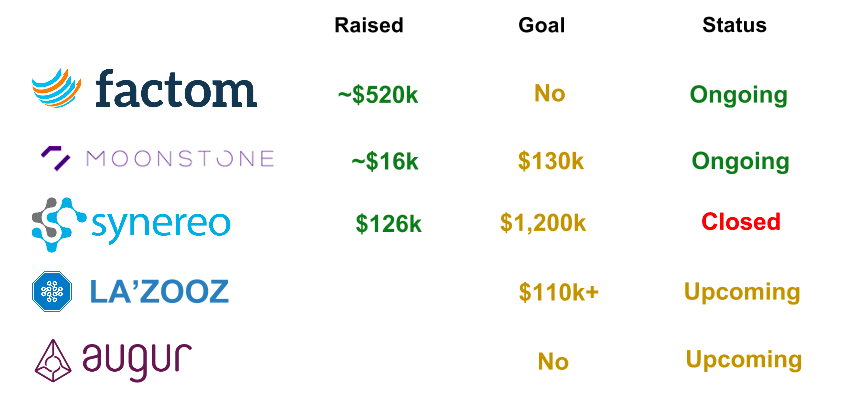 Raised Goal Status
factom ~$520k No Ongoing
MOONSTONE ~$16k $130k Ongoing
synereo $126k $1,200k Closed
LA’ZOOZ $110k+ Upcoming
augur No Upcoming